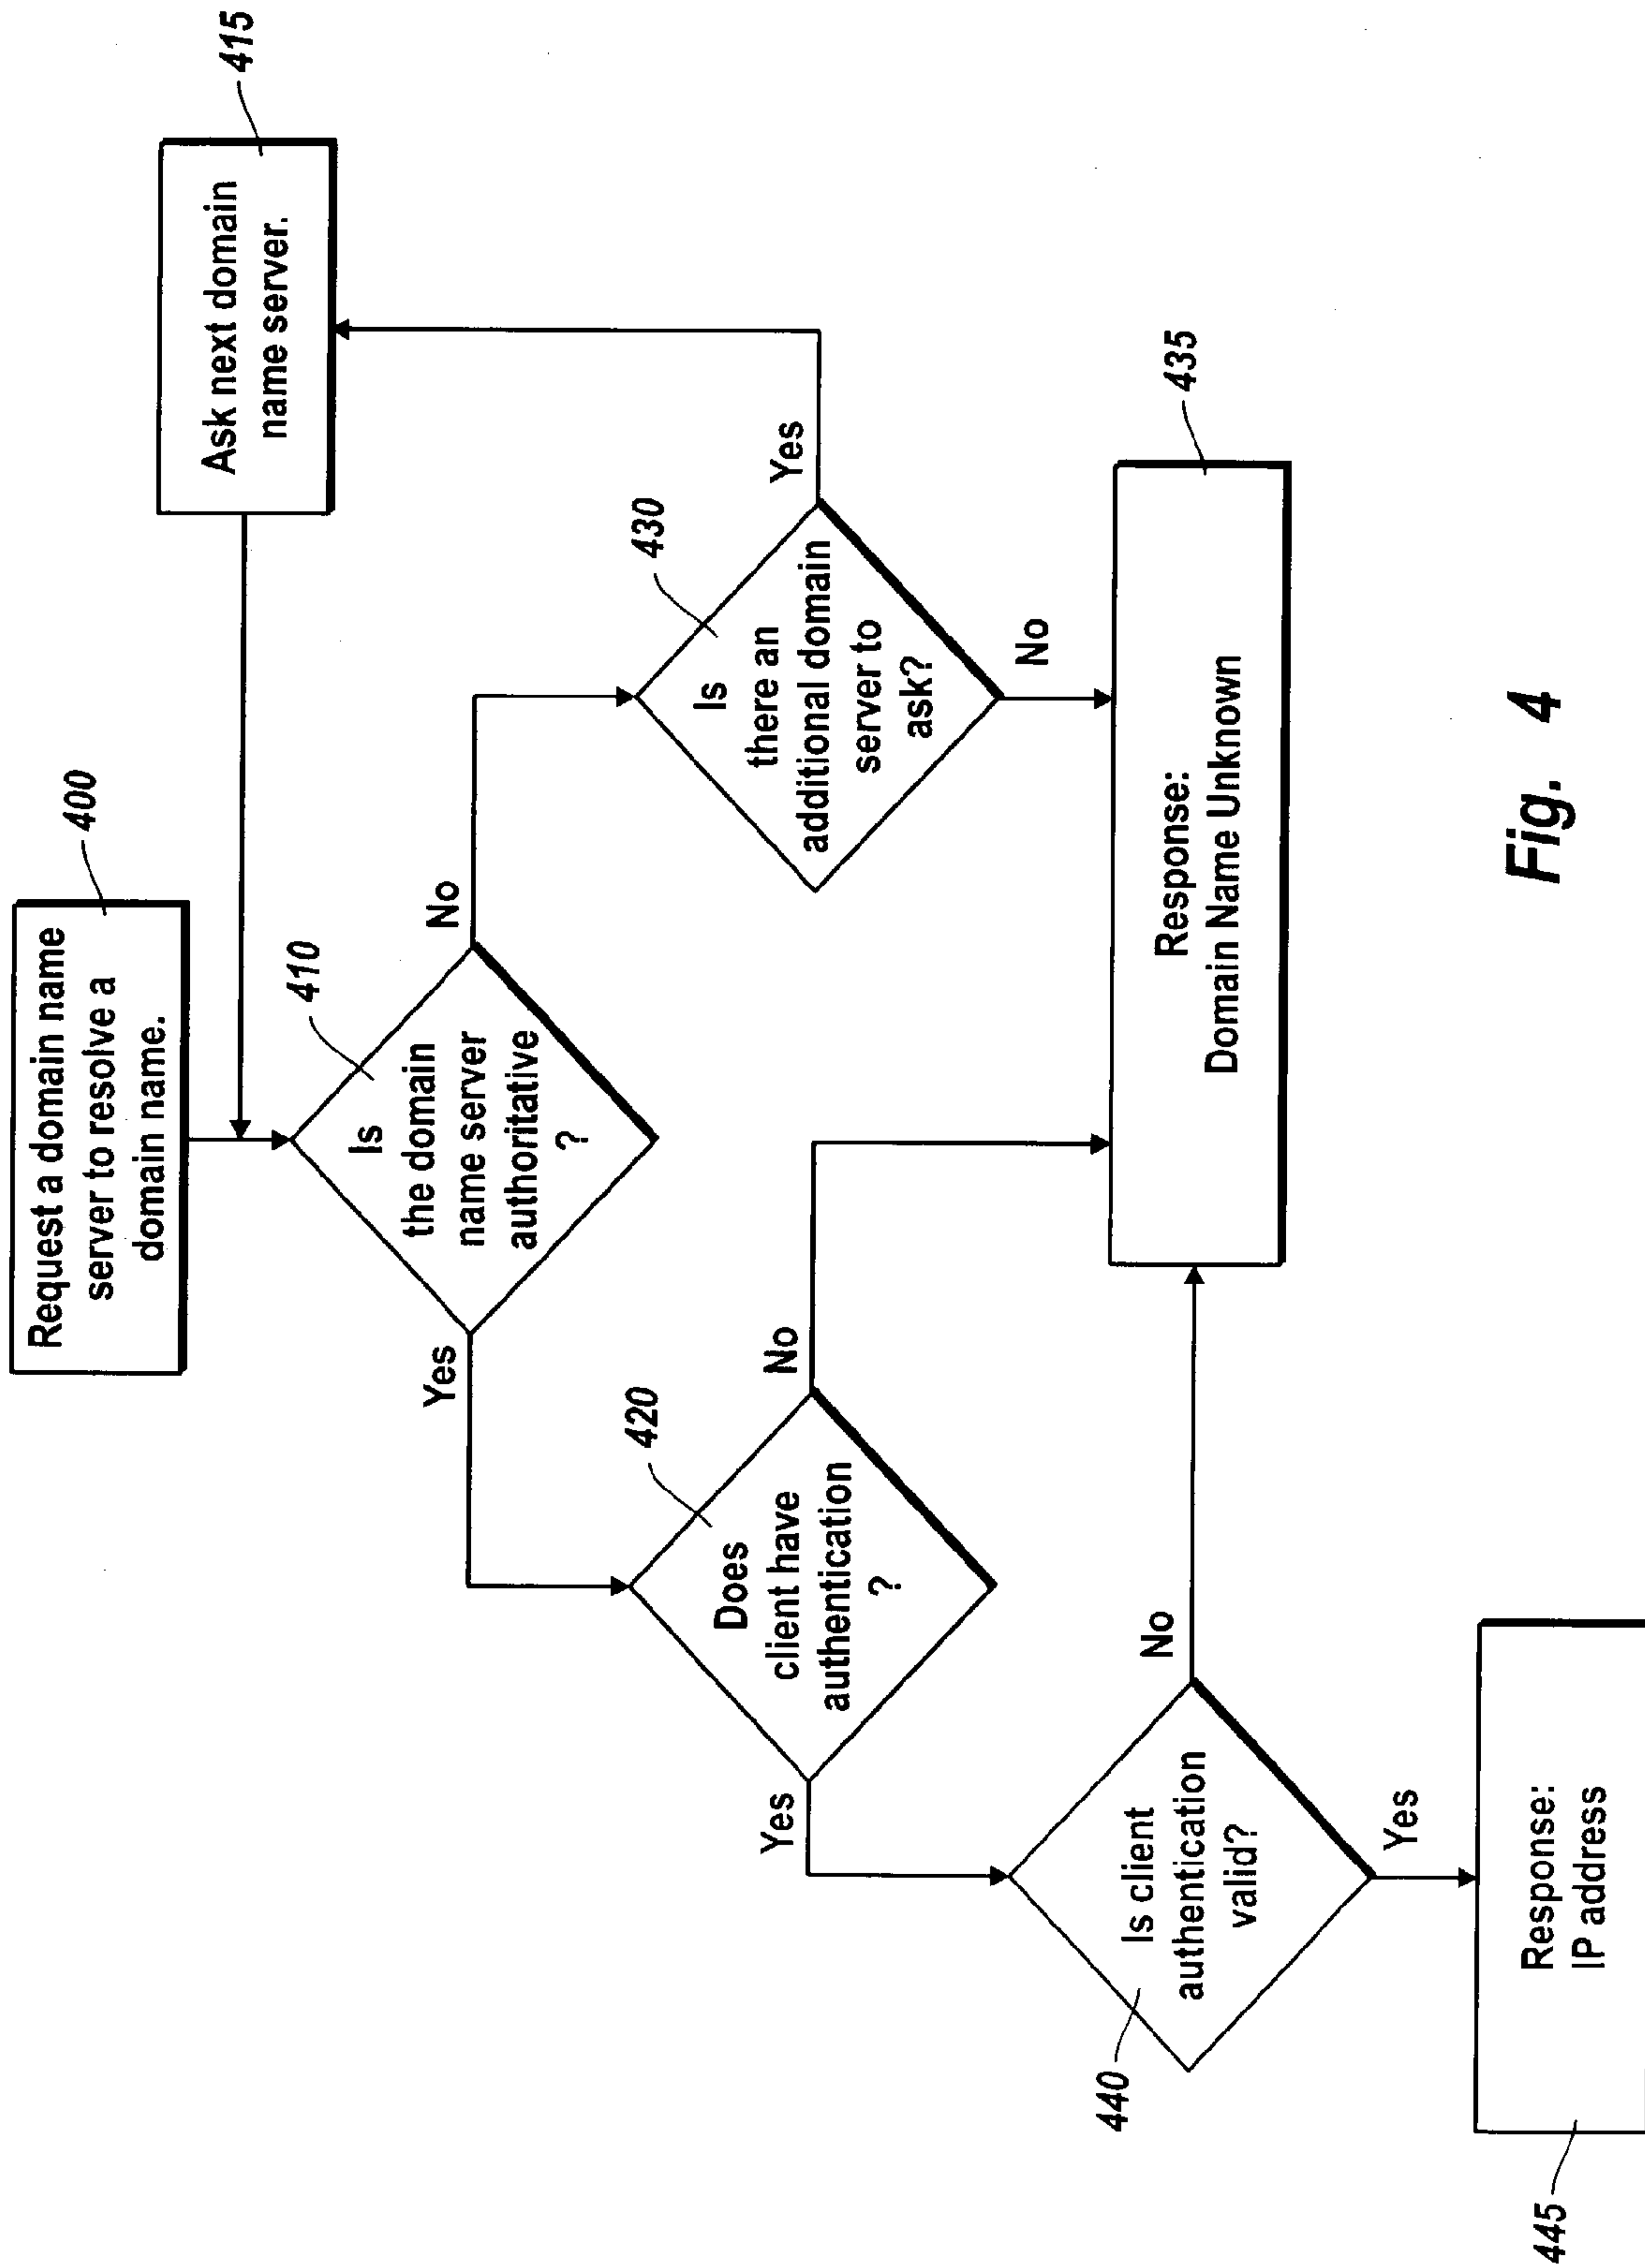 400
Request a domain name
server to resolve a
domain name.
415
Ask next domain
name server.
410
Is
the domain
name server
authoritative
?
Yes
No
420
Does
client have
authentication
?
Yes
No
430
Is
there an
additional domain
server to
ask?
Yes
No
440
Is client
authentication
valid?
No
Yes
435
Response:
Domain Name Unknown
445
Response:
IP address
Fig. 4